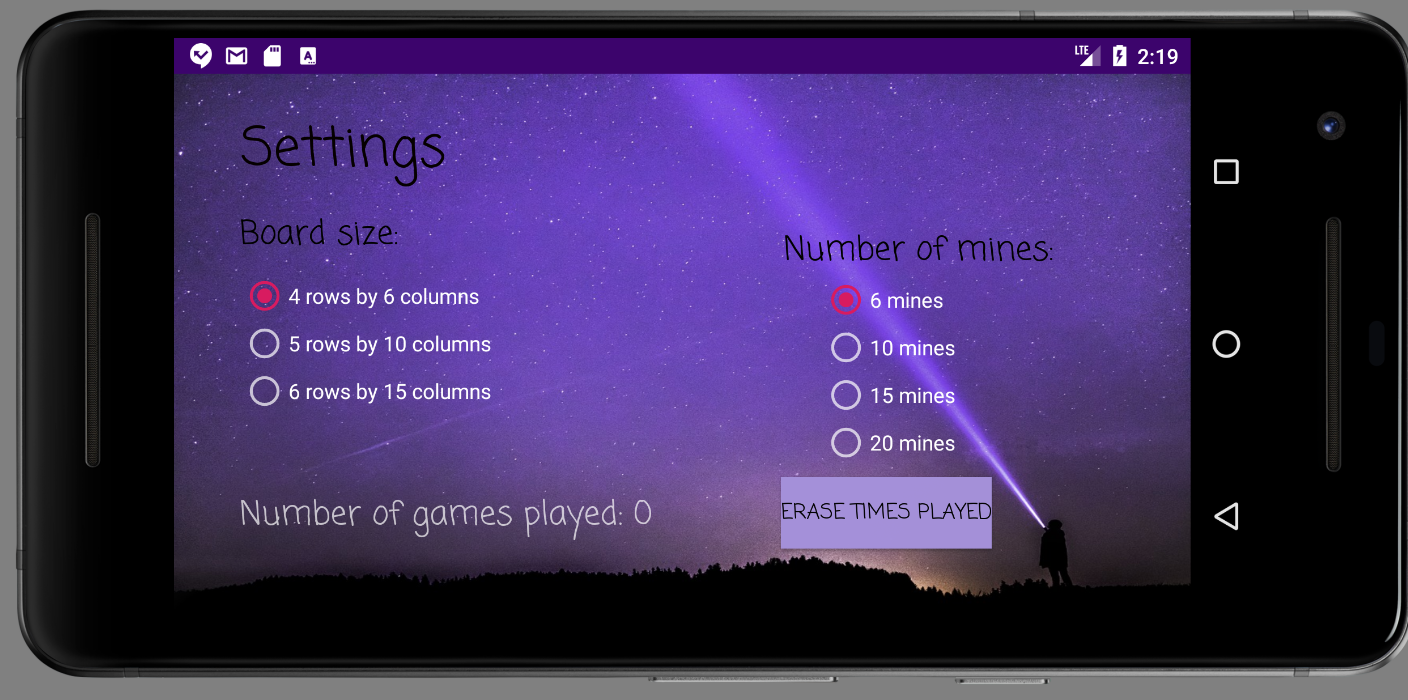 LTE 2:19
Settings
Board size:
4 rows by 6 columns
5 rows by 10 columns
6 rows by 15 columns
Number of mines:
6 mines
10 mines
15 mines
20 mines
Number of games played: 0
ERASE TIMES PLAYED